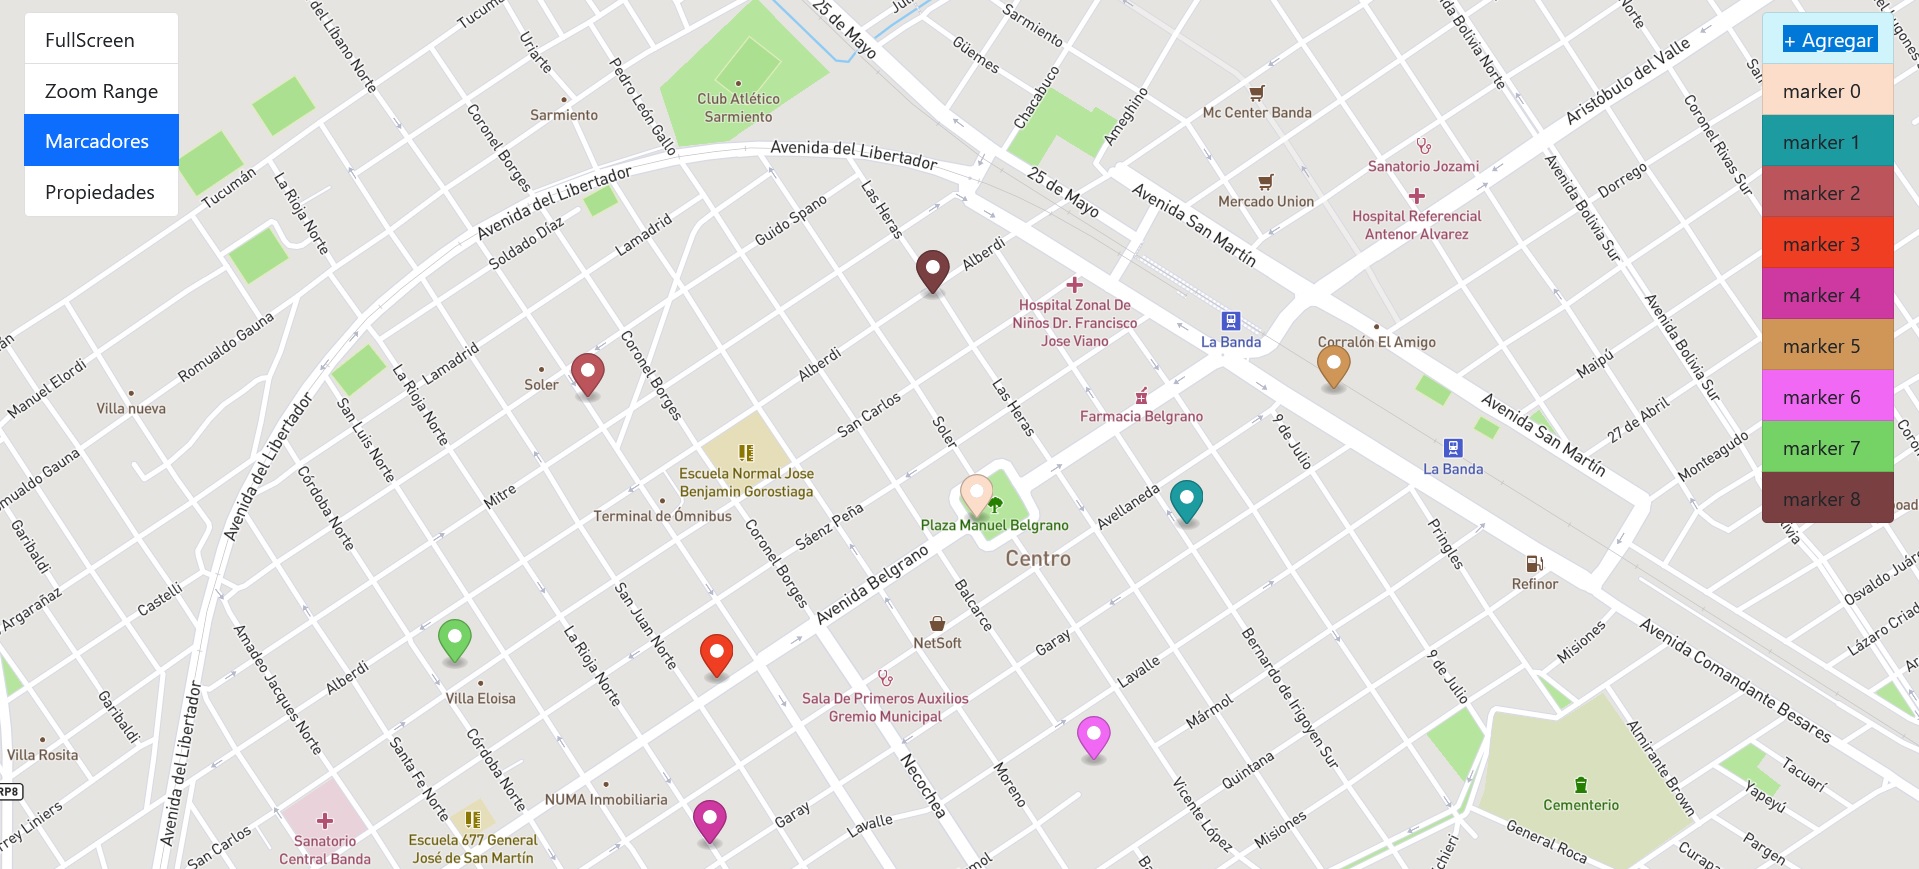 FullScreen
Zoom Range
Marcadores
Propiedades
+ Agregar
marker 0
marker 1
marker 2
marker 3
marker 4
marker 5
marker 6
marker 7
marker 8
del Líbano Norte
Tucumán
Uriarte
Pedro León Gallo
25 de Mayo
Sarmiento
Güemes
Chacabuco
Ameghino
Bolivia Norte
Aristóbulo del Valle
Coronel Rivas Sur
Club Atlético
Sarmiento
Sarmiento
Coronel Borges
Mc Center Banda
Avenida del Libertador
Avenida del Libertador
Sanatorio Jozami
Mercado Union
Hospital Referencial
Antenor Alvarez
Avenida Bolivia Sur
Dorrego
Tucumán
La Rioja Norte
Soldado Díaz
Lamadrid
Guido Spano
Las Heras
Alberdi
25 de Mayo
Avenida San Martín
Hospital Zonal De
Niños Dr. Francisco
Jose Viano
La Banda
Corralón El Amigo
Avenida Bolivia Sur
Maipú
Romualdo Gauna
Manuel Elordi
Villa nueva
Lamadrid
La Rioja Norte
Soler
Coronel Borges
Alberdi
San Carlos
Soler
Las Heras
Farmacia Belgrano
9 de Julio
Avenida San Martín
27 de Abril
Monteagudo
La Banda
Avenida del Libertador
San Luis Norte
Córdoba Norte
Mitre
Escuela Normal Jose
Benjamin Gorostiaga
Terminal de Ómnibus
Coronel Borges
Sáenz Peña
Plaza Manuel Belgrano
Centro
Avellaneda
Pringles
Refinor
Garibaldi
Argarañaz
Castelli
Avenida Belgrano
Balcarce
NetSoft
Garay
Lavalle
Mármol
Quintana
Bernardo de Irigoyen Sur
9 de Julio
Misiones
Osvaldo Juár
Lázaro Criad
Avenida Comandante Besares
San Juan Norte
La Rioja Norte
Amadeo Jacques Norte
Alberdi
Villa Eloisa
Sala De Primeros Auxilios
Gremio Municipal
Garibaldi
Villa Rosita
Avenida del Libertador
Santa Fe Norte
Córdoba Norte
NUMA Inmobiliaria
Necochea
Moreno
Vicente López
Misiones
Almirante Brown
Tacuarí
Yapeyú
Cementerio
General Roca
Pargen
RP8
San Carlos
Sanatorio
Central Banda
Escuela 677 General
José de San Martín
Garay
Lavalle